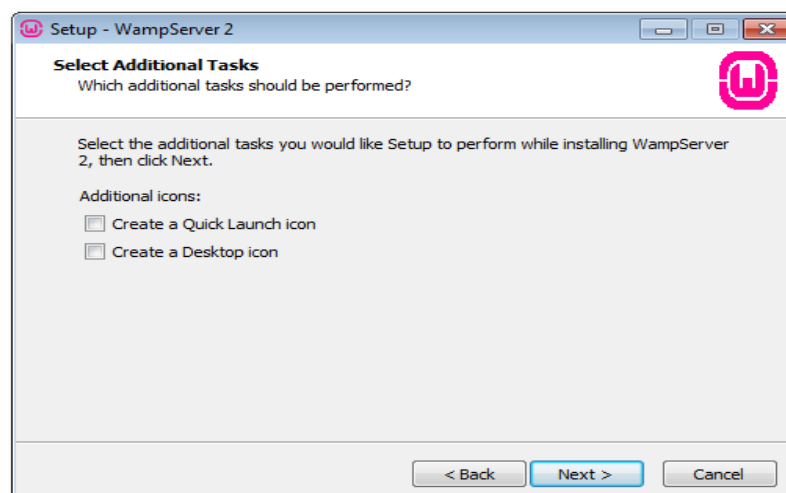 Setup - WampServer 2
Select Additional Tasks
Which additional tasks should be performed?
Select the additional tasks you would like Setup to perform while installing WampServer
2, then click Next.
Additional icons:
Create a Quick Launch icon
Create a Desktop icon
< Back
Next >
Cancel